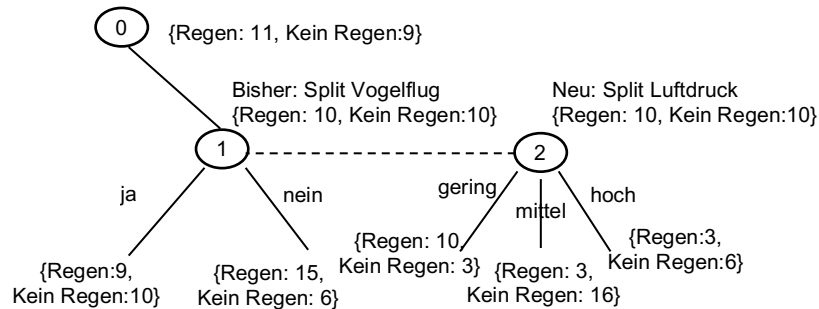 0
{Regen: 11, Kein Regen:9}
Bisher: Split Vogelflug
{Regen: 10, Kein Regen:10}
Neu: Split Luftdruck
{Regen: 10, Kein Regen:10}
1
2
ja
nein
gering
mittel
hoch
{Regen:9,
Kein Regen:10}
{Regen: 15,
Kein Regen: 6}
{Regen: 10,
Kein Regen: 3}
{Regen: 3,
Kein Regen: 16}
{Regen:3,
Kein Regen:6}